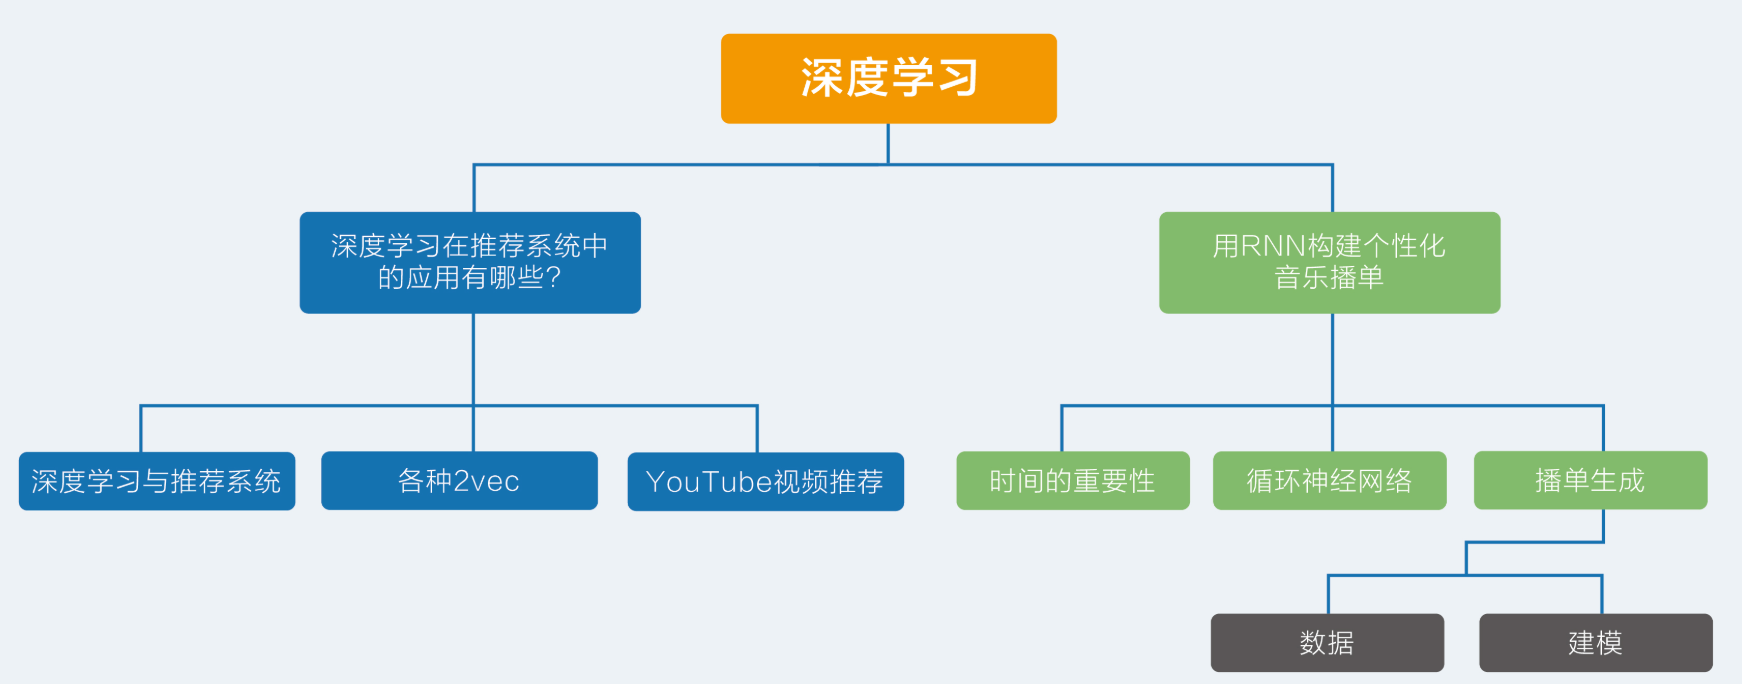 深度学习
深度学习在推荐系统中
的应用有哪些?
用RNN构建个性化
音乐播单
深度学习与推荐系统
各种2vec
YouTube视频推荐
时间的重要性
循环神经网络
播单生成
数据
建模